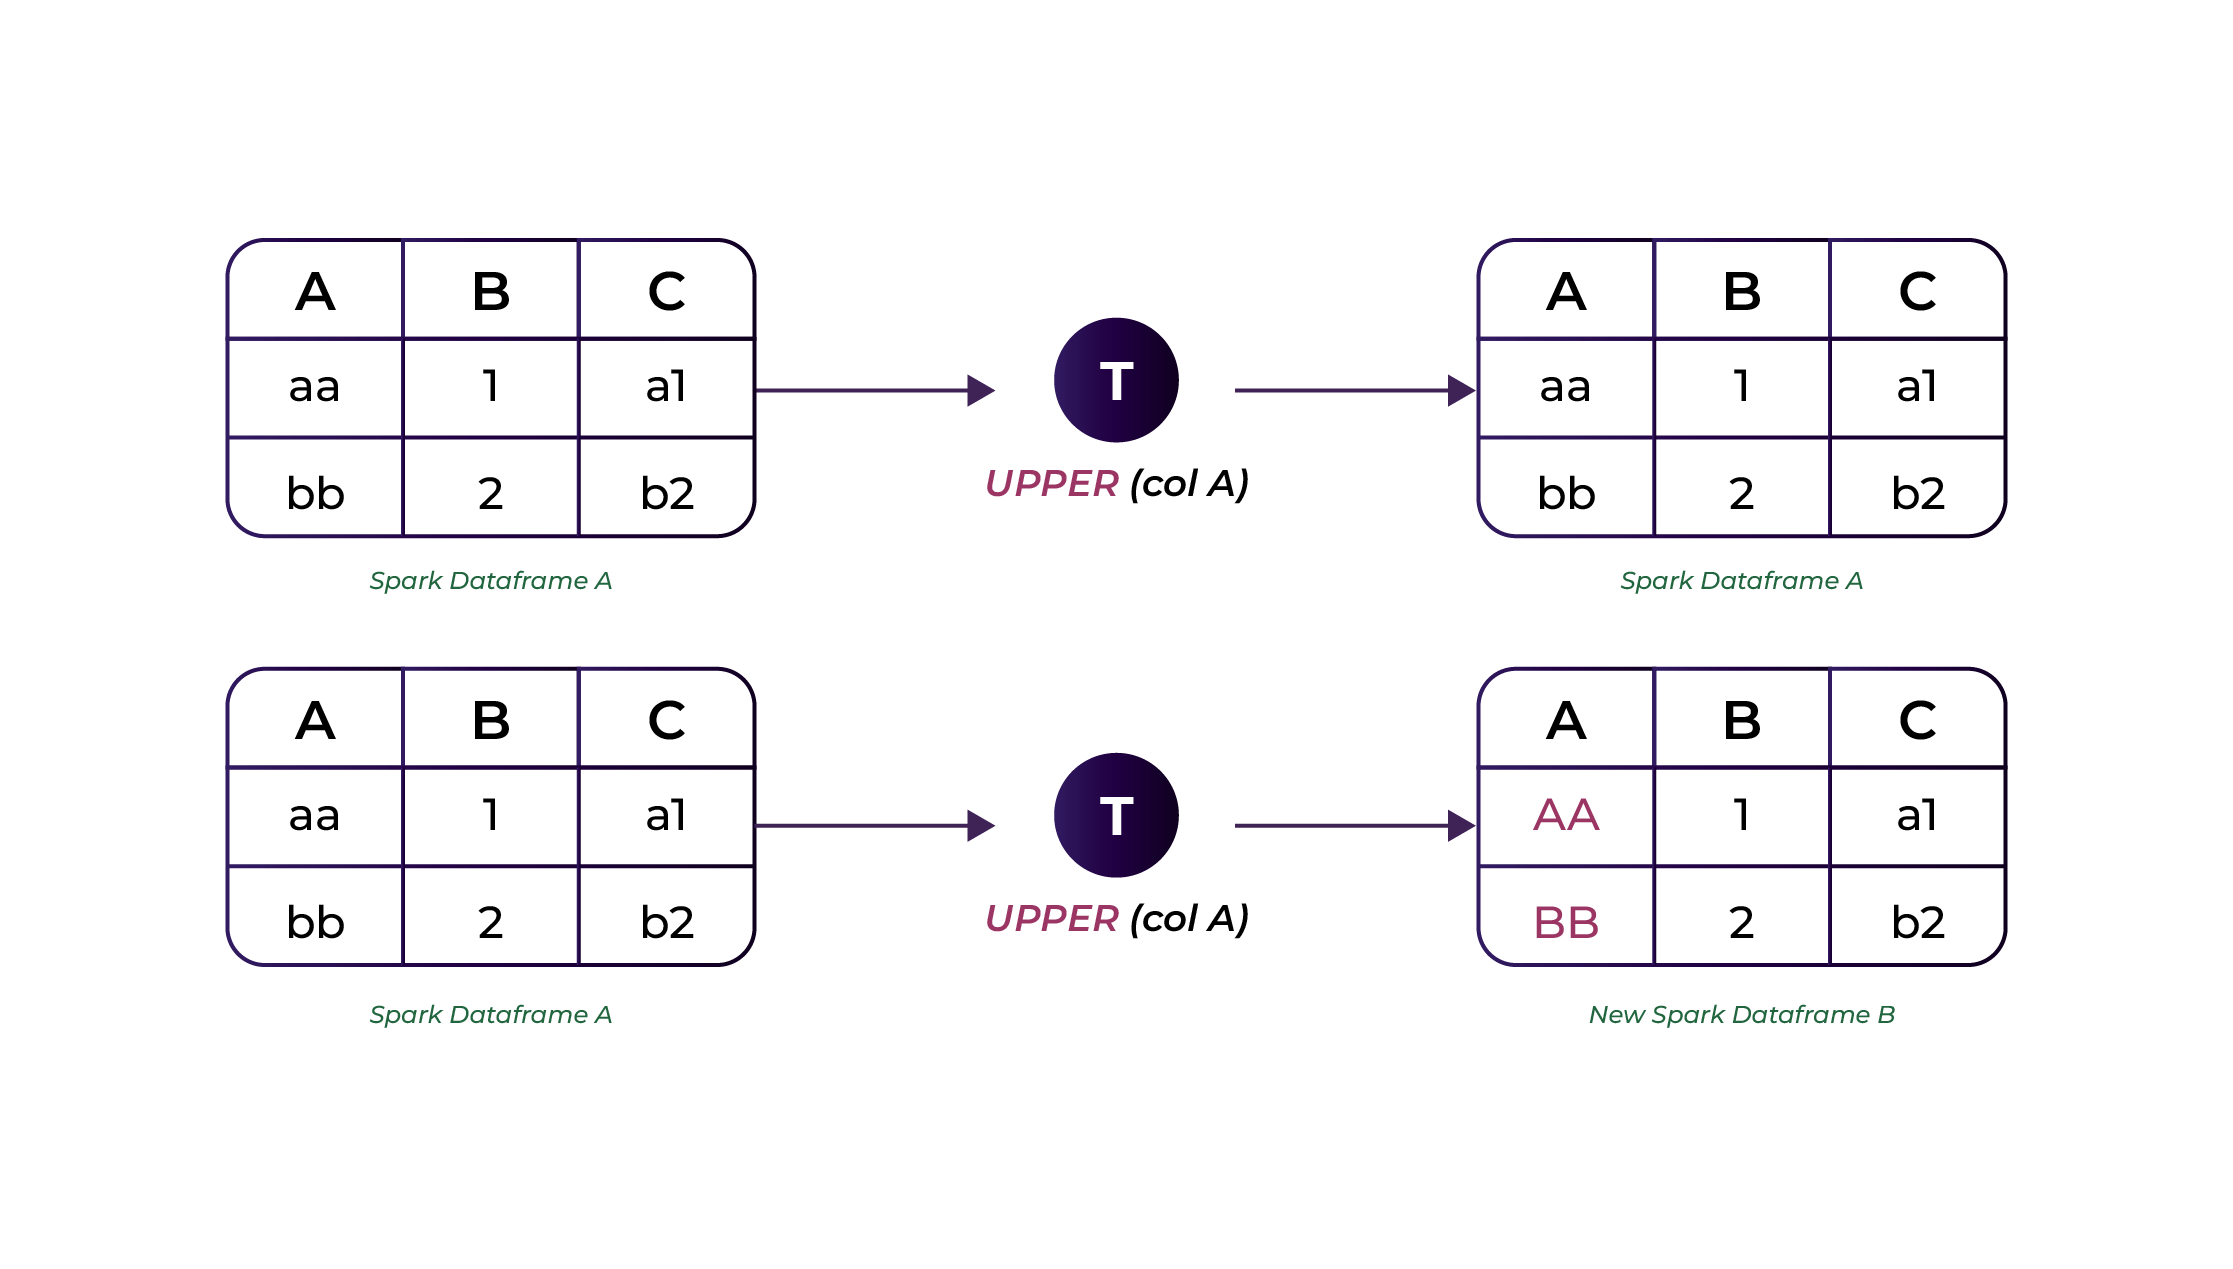 A B C
aa 1 a1
bb 2 b2
Spark Dataframe A
T
UPPER (col A)
A B C
aa 1 a1
bb 2 b2
Spark Dataframe A
A B C
aa 1 a1
bb 2 b2
Spark Dataframe A
T
UPPER (col A)
A B C
AA 1 a1
BB 2 b2
New Spark Dataframe B